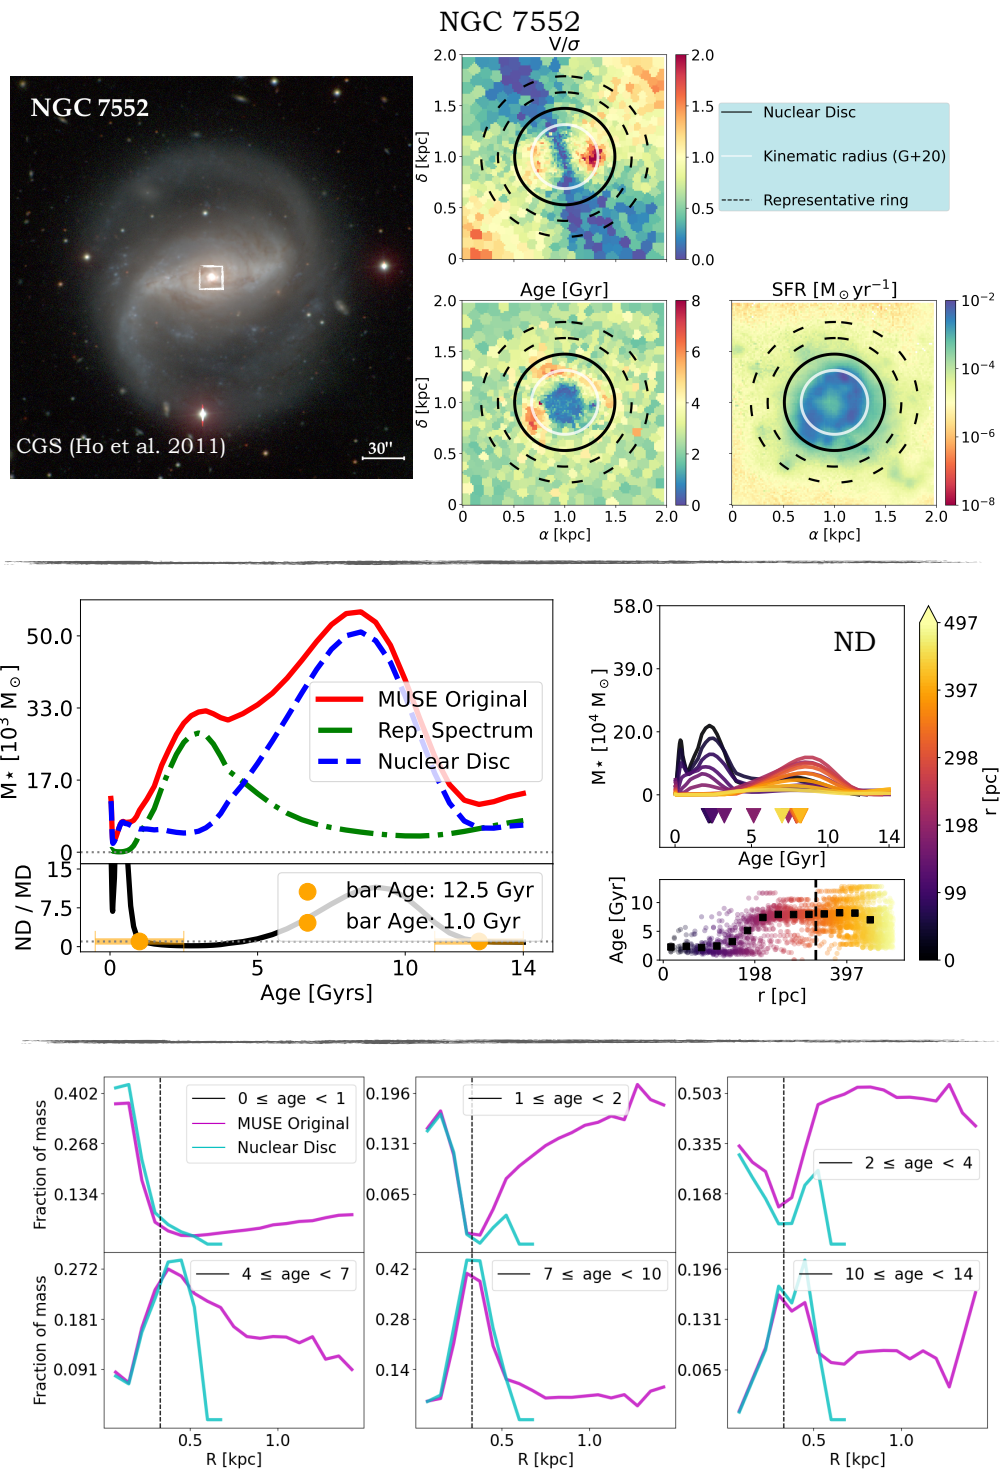 NGC 7552
NGC 7552
CGS (Ho et al. 2011)
30"
V/σ
2.0
1.5
1.0
0.5
0
δ [kpc]
2.0
1.5
1.0
0.5
0.0
Nuclear Disc
Kinematic radius (G+20)
Representative ring
Age [Gyr]
2.0
1.5
1.0
0.5
0
δ [kpc]
0 0.5 1.0 1.5 2.0
α [kpc]
8
6
4
2
0
SFR [M⊙yr⁻¹]
0 0.5 1.0 1.5 2.0
α [kpc]
10⁻²
10⁻⁴
10⁻⁶
10⁻⁸
M⋆ [10³ M⊙]
50.0
33.0
17.0
0
MUSE Original
Rep. Spectrum
Nuclear Disc
ND / MD
15
7.5
0
bar Age: 12.5 Gyr
bar Age: 1.0 Gyr
0 5 10 14
Age [Gyrs]
M⋆ [10⁴ M⊙]
58.0
39.0
20.0
0
ND
0 5 10 14
Age [Gyr]
Age [Gyr]
10
5
0
0 198 397
r [pc]
497
397
298
198
99
0
r [pc]
Fraction of mass
0.402
0.268
0.134
0 ≤ age < 1
MUSE Original
Nuclear Disc
0.196
0.131
0.065
1 ≤ age < 2
0.503
0.335
0.168
2 ≤ age < 4
Fraction of mass
0.272
0.181
0.091
4 ≤ age < 7
0.5 1.0
R [kpc]
0.42
0.28
0.14
7 ≤ age < 10
0.5 1.0
R [kpc]
0.196
0.131
0.065
10 ≤ age < 14
0.5 1.0
R [kpc]